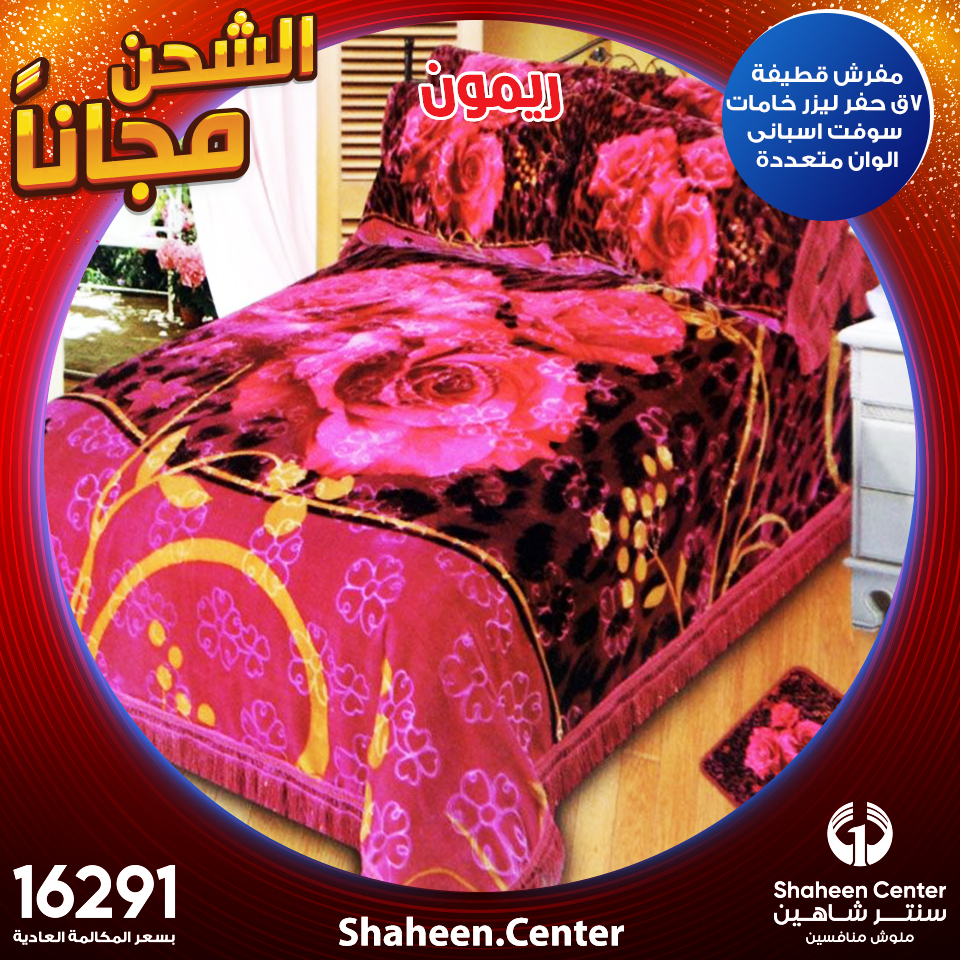 الشحن
مجاناً
ريمون
مفرش قطيفة
٧ق حفر ليزر خامات
سوفت اسبانى
الوان متعددة
16291
بسعر المكالمة العادية
Shaheen.Center
Shaheen Center
سنتر شاهين
ملوش منافسين